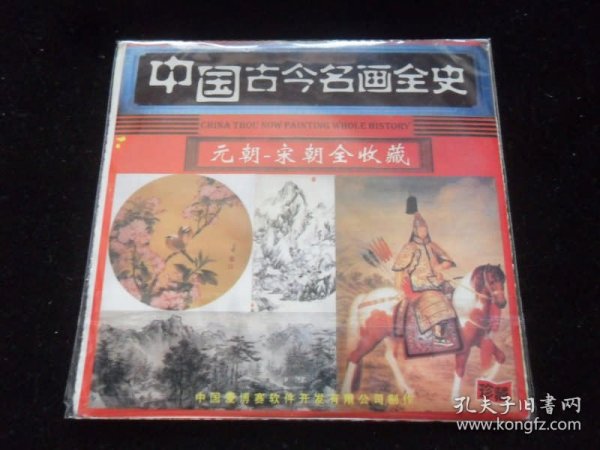 中国古今名画全史
CHINA THOU NOW PAINTING WHOLE HISTORY
元朝-宋朝全收藏
中国爱博赛软件开发有限公司制作
孔夫子旧书网
www.kongfz.com